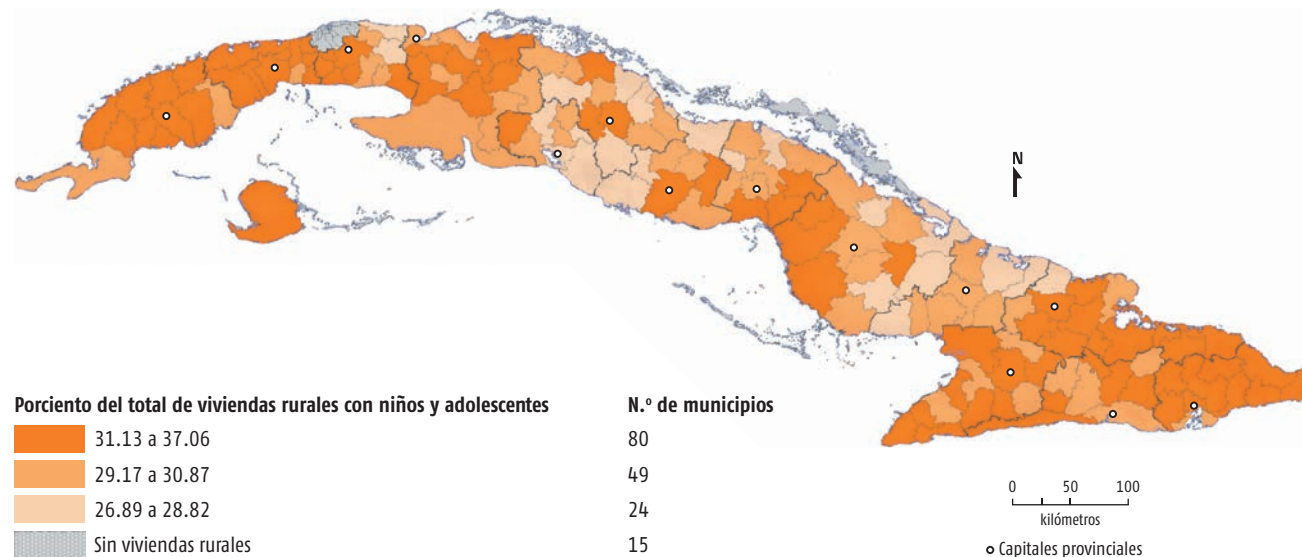 N
Porciento del total de viviendas rurales con niños y adolescentes N.º de municipios
31.13 a 37.06 80
29.17 a 30.87 49
26.89 a 28.82 24
Sin viviendas rurales 15
0 50 100
kilómetros
Capitales provinciales